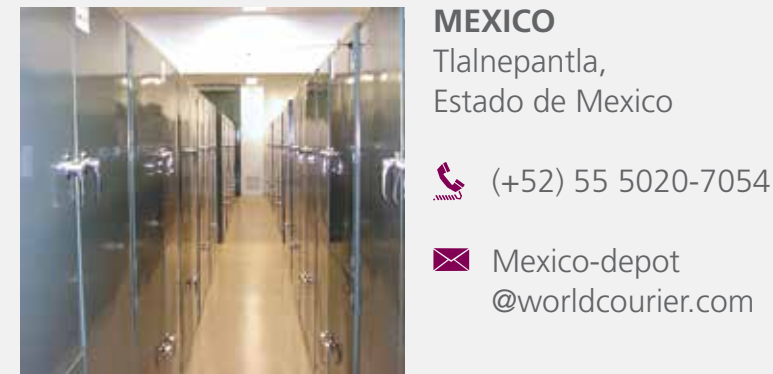 MEXICO
Tlalnepantla,
Estado de Mexico
(+52) 55 5020-7054
Mexico-depot
@worldcourier.com